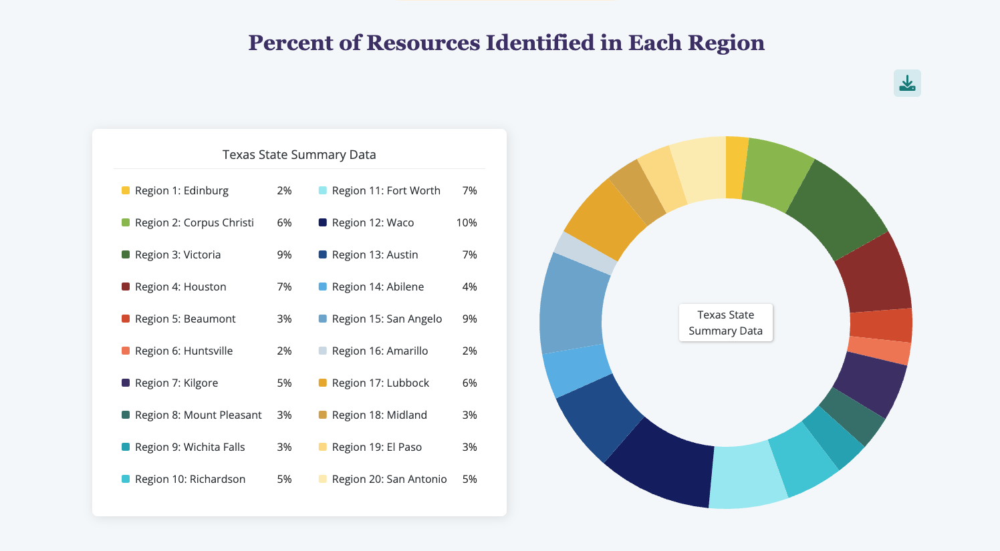 Percent of Resources Identified in Each Region
Texas State Summary Data
Region 1: Edinburg 2%
Region 2: Corpus Christi 6%
Region 3: Victoria 9%
Region 4: Houston 7%
Region 5: Beaumont 3%
Region 6: Huntsville 2%
Region 7: Kilgore 5%
Region 8: Mount Pleasant 3%
Region 9: Wichita Falls 3%
Region 10: Richardson 5%
Region 11: Fort Worth 7%
Region 12: Waco 10%
Region 13: Austin 7%
Region 14: Abilene 4%
Region 15: San Angelo 9%
Region 16: Amarillo 2%
Region 17: Lubbock 6%
Region 18: Midland 3%
Region 19: El Paso 3%
Region 20: San Antonio 5%
Texas State
Summary Data